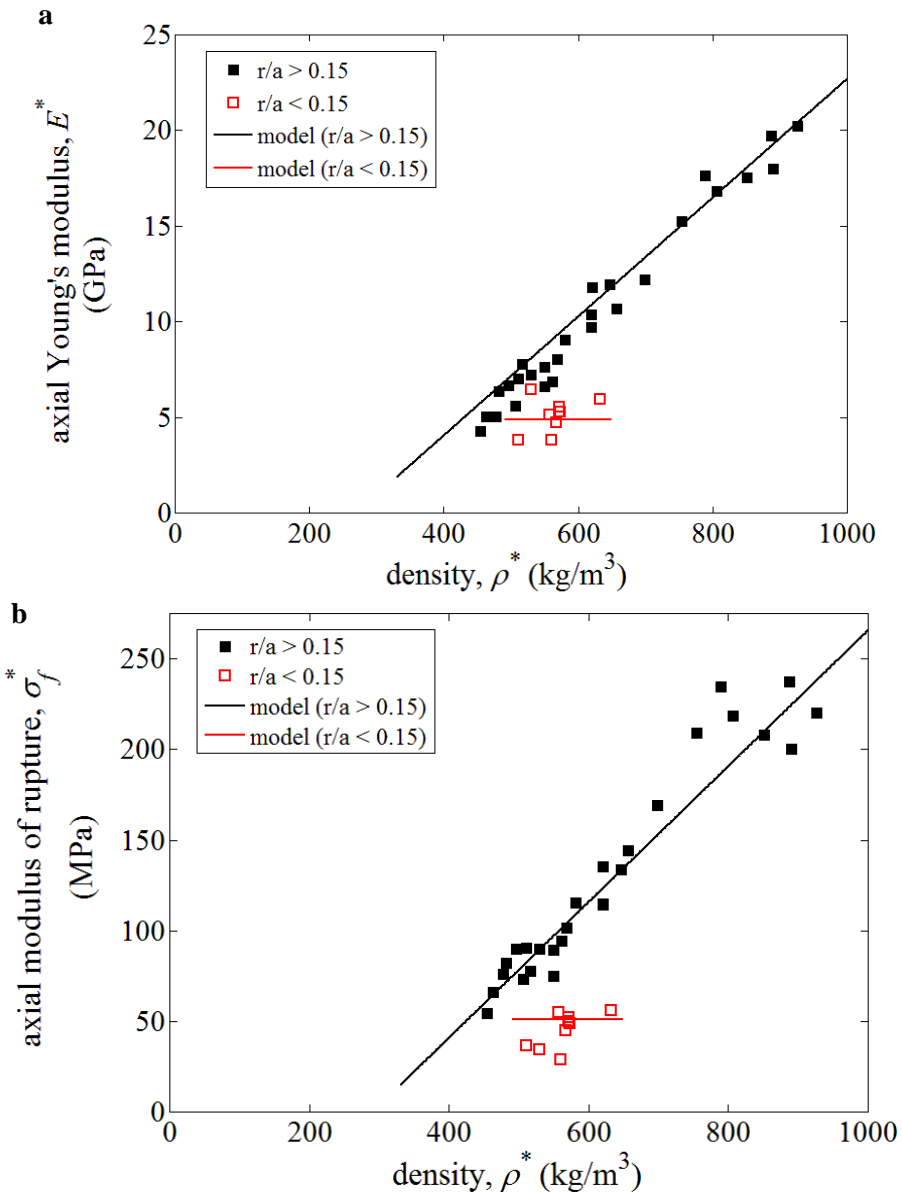 a
25
20
15
10
5
0
r/a > 0.15
r/a < 0.15
model (r/a > 0.15)
model (r/a < 0.15)
axial Young's modulus, E*
(GPa)
0 200 400 600 800 1000
density, ρ* (kg/m³)
b
250
200
150
100
50
0
r/a > 0.15
r/a < 0.15
model (r/a > 0.15)
model (r/a < 0.15)
axial modulus of rupture, σf*
(MPa)
0 200 400 600 800 1000
density, ρ* (kg/m³)